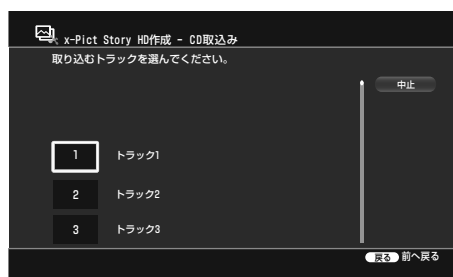 x-Pict Story HD作成 - CD取込み
取り込むトラックを選んでください。
中止
1 トラック1
2 トラック2
3 トラック3
戻る 前へ戻る